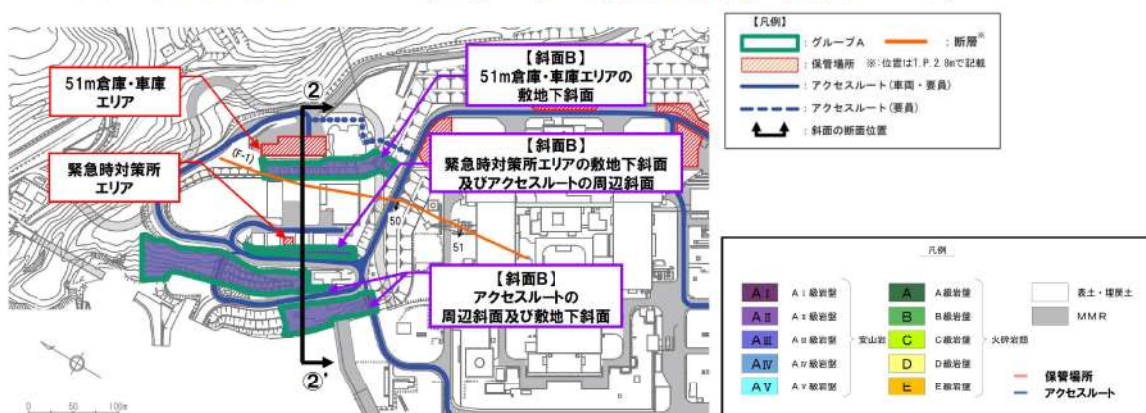 【凡例】
：グループA
：断層※
：保管場所
※：位置はT.P.2.8mで記載
：アクセスルート(車両・要員)
：アクセスルート(要員)
：斜面の断面位置
51m倉庫・車庫
エリア
緊急時対策所
エリア
【斜面B】
51m倉庫・車庫エリアの
敷地下斜面
【斜面B】
緊急時対策所エリアの敷地下斜面
及びアクセスルートの周辺斜面
【斜面B】
アクセスルートの
周辺斜面及び敷地下斜面
②
②'
(F-1)
50
51
0 50 100m
凡例
AⅠ AⅠ級岩盤
AⅡ AⅡ級岩盤
AⅢ AⅢ級岩盤
AⅣ AⅣ級岩盤
AⅤ AⅤ級岩盤
安山岩
A A級岩盤
B B級岩盤
C C級岩盤
D D級岩盤
E E級岩盤
火砕岩類
表土・埋戻土
MMR
保管場所
アクセスルート